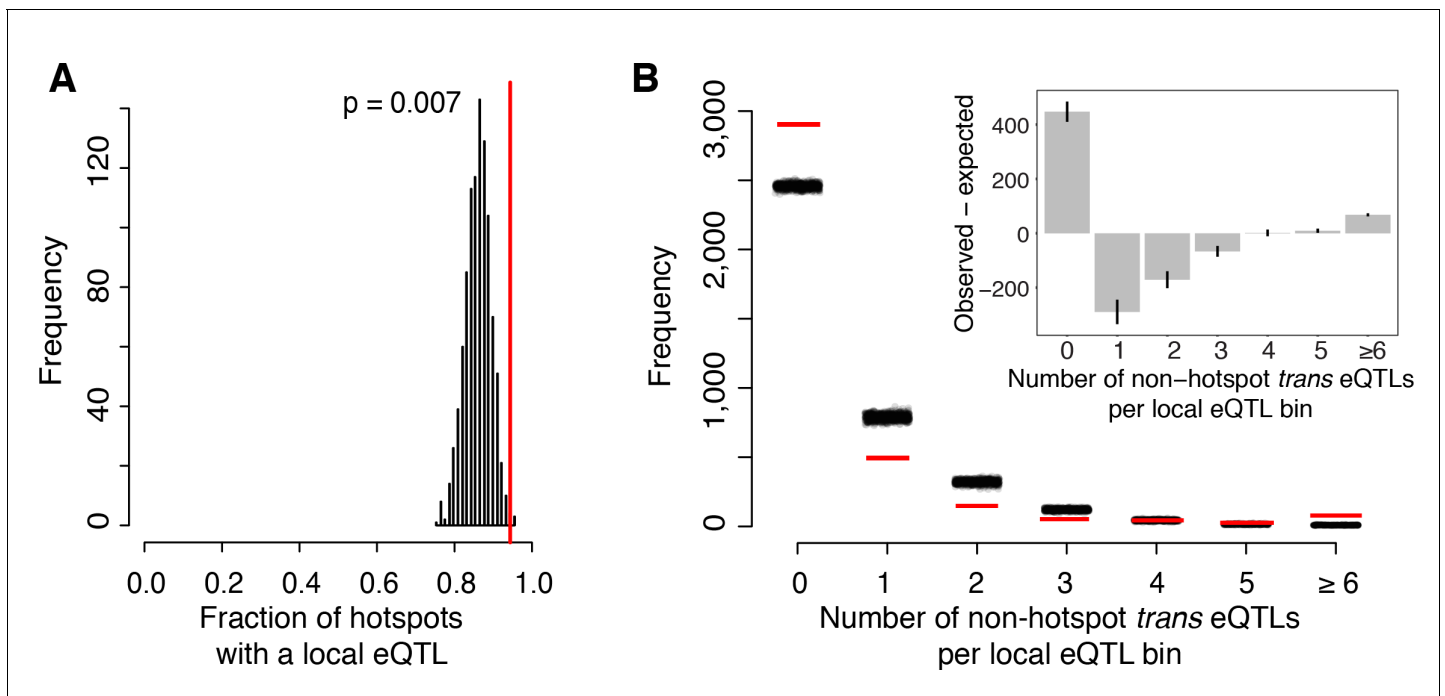 A
p = 0.007
Frequency
0
40
80
120
0.0 0.2 0.4 0.6 0.8 1.0
Fraction of hotspots
with a local eQTL
B
Frequency
0
1,000
2,000
3,000
0 1 2 3 4 5 ≥ 6
Number of non-hotspot trans eQTLs
per local eQTL bin
Observed − expected
400
200
0
−200
0 1 2 3 4 5 ≥6
Number of non−hotspot trans eQTLs
per local eQTL bin